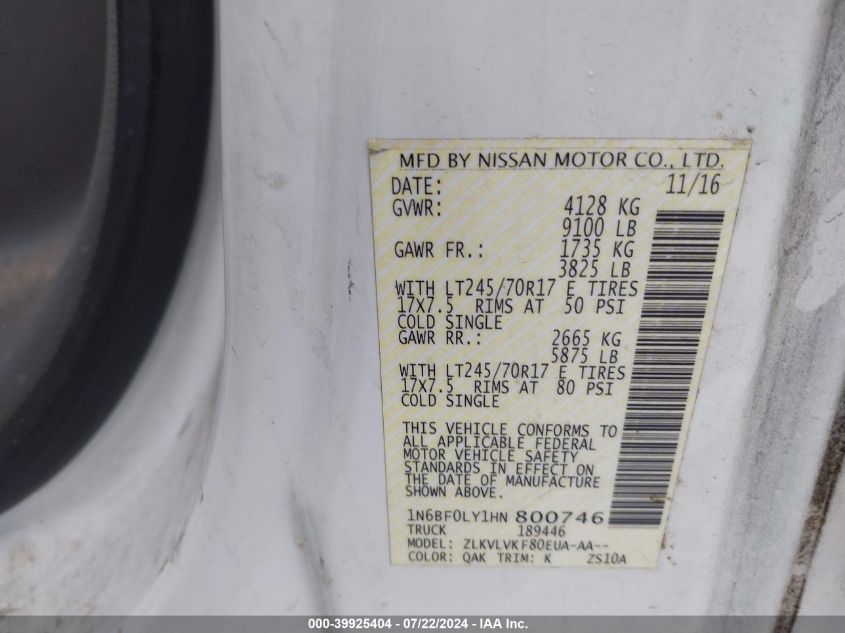 MFD BY NISSAN MOTOR CO., LTD.
DATE: 11/16
GVWR: 4128 KG
9100 LB
GAWR FR.: 1735 KG
3825 LB
WITH LT245/70R17 E TIRES
17X7.5 RIMS AT 50 PSI
COLD SINGLE
GAWR RR.: 2665 KG
5875 LB
WITH LT245/70R17 E TIRES
17X7.5 RIMS AT 80 PSI
COLD SINGLE
THIS VEHICLE CONFORMS TO
ALL APPLICABLE FEDERAL
MOTOR VEHICLE SAFETY
STANDARDS IN EFFECT ON
THE DATE OF MANUFACTURE
SHOWN ABOVE.
1N6BF0LY1HN 800746
TRUCK 189446
MODEL: ZLKVLVKF80EUA-AA--
COLOR: QAK TRIM: K ZS10A
000-39925404 - 07/22/2024 - IAA Inc.